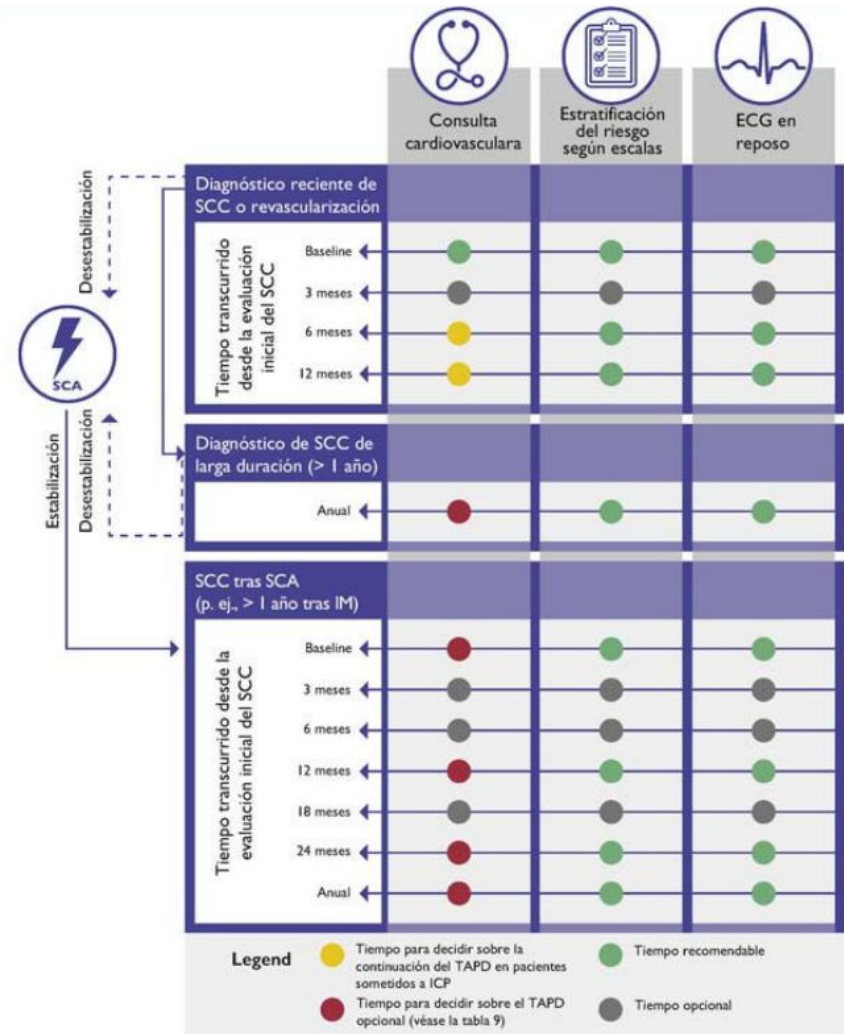 Consulta
cardiovasculara
Estratificación
del riesgo
según escalas
ECG en
reposo
Desestabilización
Diagnóstico reciente de
SCC o revascularización
Tiempo transcurrido
desde la evaluación
inicial del SCC
Baseline
3 meses
6 meses
12 meses
SCA
Estabilización
Desestabilización
Diagnóstico de SCC de
larga duración (> 1 año)
Anual
SCC tras SCA
(p. ej., > 1 año tras IM)
Tiempo transcurrido desde la
evaluación inicial del SCC
Baseline
3 meses
6 meses
12 meses
18 meses
24 meses
Anual
Legend
Tiempo para decidir sobre la
continuación del TAPD en pacientes
sometidos a ICP
Tiempo recomendable
Tiempo para decidir sobre el TAPD
opcional (véase la tabla 9)
Tiempo opcional